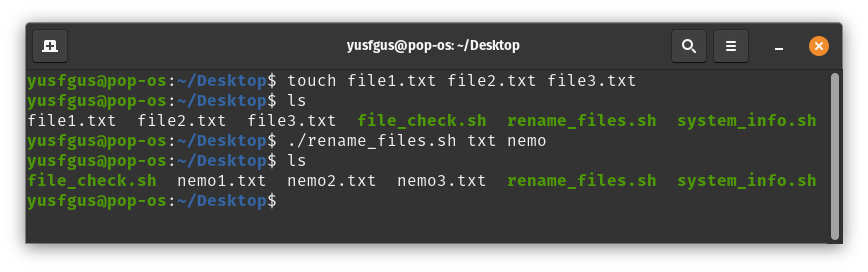 yusfgus@pop-os: ~/Desktop
yusfgus@pop-os:~/Desktop$ touch file1.txt file2.txt file3.txt
yusfgus@pop-os:~/Desktop$ ls
file1.txt  file2.txt  file3.txt  file_check.sh  rename_files.sh  system_info.sh
yusfgus@pop-os:~/Desktop$ ./rename_files.sh txt nemo
yusfgus@pop-os:~/Desktop$ ls
file_check.sh  nemo1.txt  nemo2.txt  nemo3.txt  rename_files.sh  system_info.sh
yusfgus@pop-os:~/Desktop$